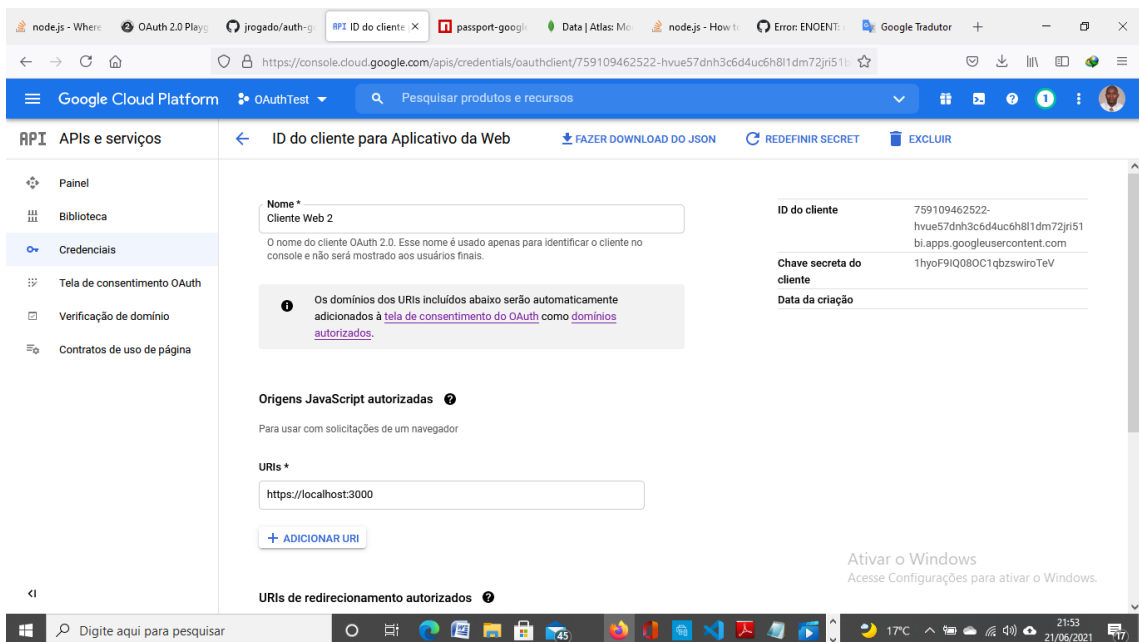 node.js - Where
OAuth 2.0 Playg
jrogado/auth-g
API ID do cliente
passport-googl
Data | Atlas: Mo
node.js - How t
Error: ENOENT:
Google Tradutor
https://console.cloud.google.com/apis/credentials/oauthclient/759109462522-hvue57dnh3c6d4uc6h8l1dm72jri51b
Google Cloud Platform
OAuthTest
Pesquisar produtos e recursos
1
API APIs e serviços
ID do cliente para Aplicativo da Web
FAZER DOWNLOAD DO JSON
REDEFINIR SECRET
EXCLUIR
Painel
Biblioteca
Credenciais
Tela de consentimento OAuth
Verificação de domínio
Contratos de uso de página
Nome *
Cliente Web 2
O nome do cliente OAuth 2.0. Esse nome é usado apenas para identificar o cliente no
console e não será mostrado aos usuários finais.
Os domínios dos URIs incluídos abaixo serão automaticamente
adicionados à tela de consentimento do OAuth como domínios
autorizados.
ID do cliente
759109462522-
hvue57dnh3c6d4uc6h8l1dm72jri51
bi.apps.googleusercontent.com
Chave secreta do
cliente
1hyoF9IQ08OC1qbzswiroTeV
Data da criação
Origens JavaScript autorizadas
Para usar com solicitações de um navegador
URIs *
https://localhost:3000
+ ADICIONAR URI
URIs de redirecionamento autorizados
Ativar o Windows
Acesse Configurações para ativar o Windows.
Digite aqui para pesquisar
45
17°C
21:53
21/06/2021
17